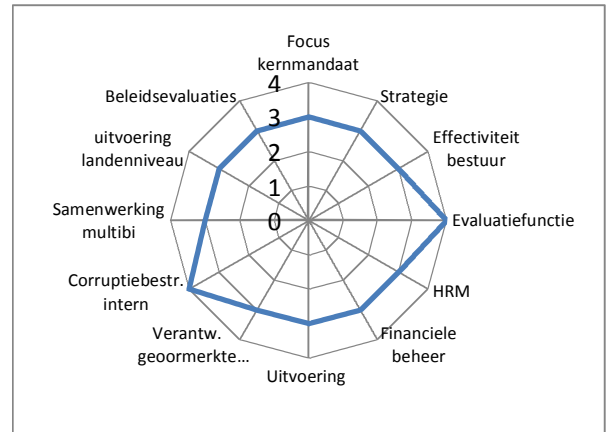 Focus
kernmandaat
Strategie
Effectiviteit
bestuur
Evaluatiefunctie
HRM
Financiele
beheer
Uitvoering
Verantw.
geoormerkte...
Corruptiebestr.
intern
Samenwerking
multibi
uitvoering
landenniveau
Beleidsevaluaties
4
3
2
1
0